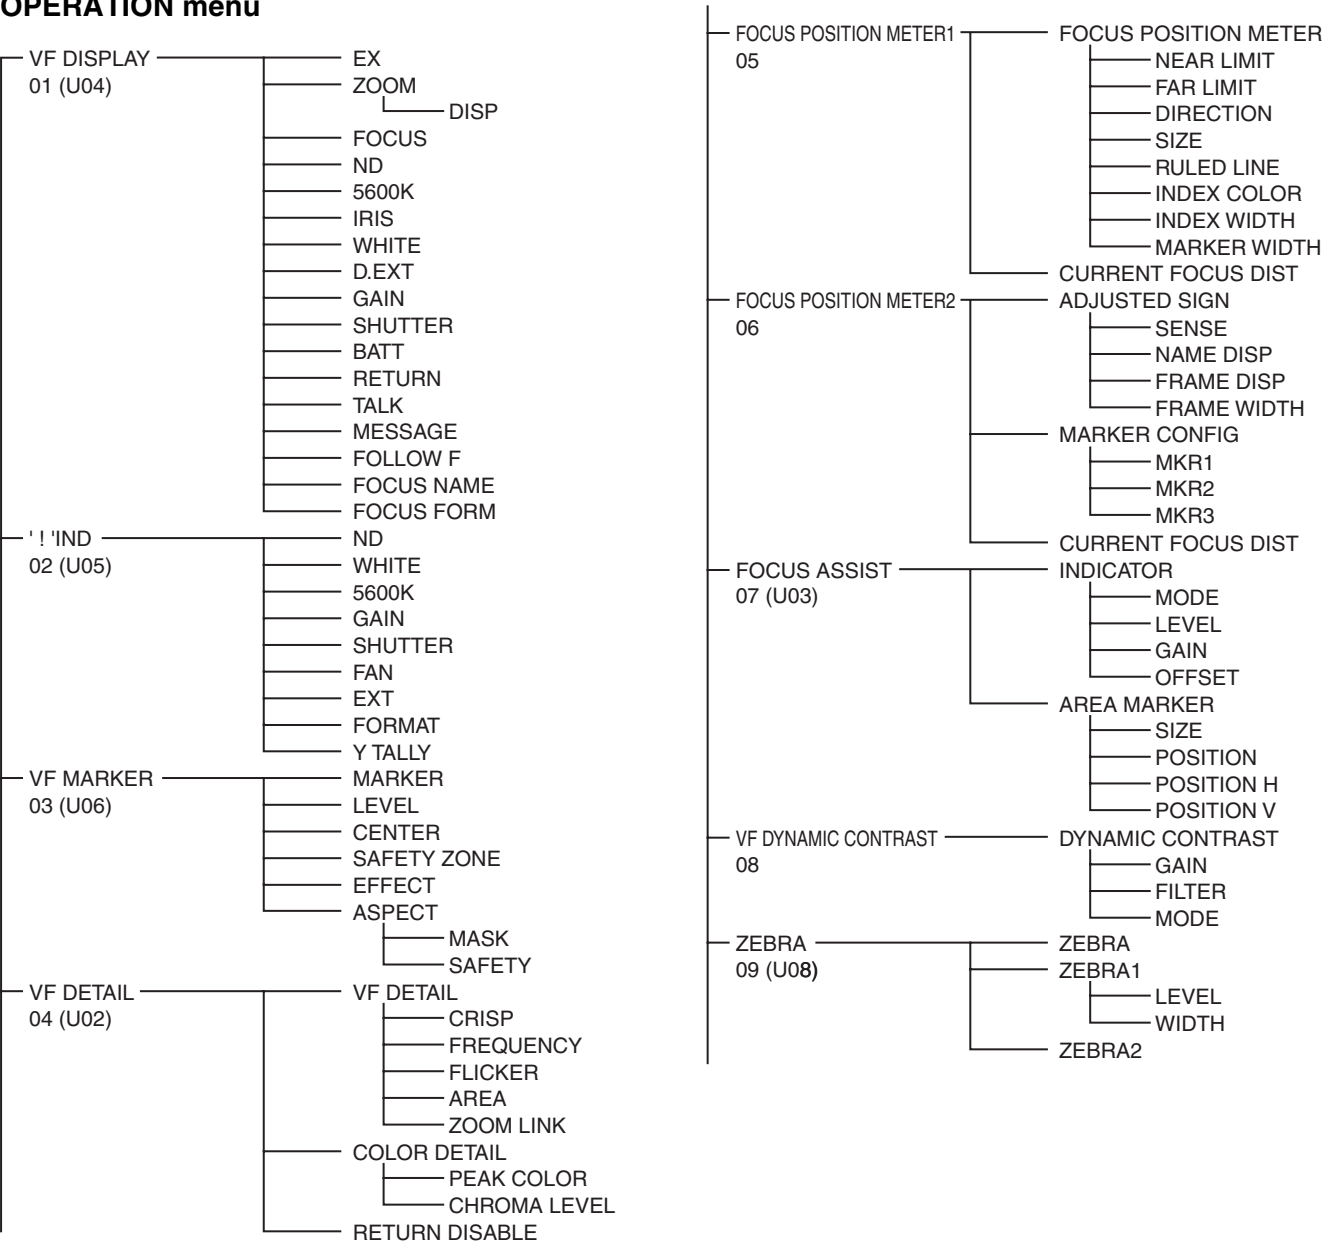 OPERATION menu
VF DISPLAY
01 (U04)
EX
ZOOM
DISP
FOCUS
ND
5600K
IRIS
WHITE
D.EXT
GAIN
SHUTTER
BATT
RETURN
TALK
MESSAGE
FOLLOW F
FOCUS NAME
FOCUS FORM
' ! 'IND
02 (U05)
ND
WHITE
5600K
GAIN
SHUTTER
FAN
EXT
FORMAT
Y TALLY
VF MARKER
03 (U06)
MARKER
LEVEL
CENTER
SAFETY ZONE
EFFECT
ASPECT
MASK
SAFETY
VF DETAIL
04 (U02)
VF DETAIL
CRISP
FREQUENCY
FLICKER
AREA
ZOOM LINK
COLOR DETAIL
PEAK COLOR
CHROMA LEVEL
RETURN DISABLE
FOCUS POSITION METER1
05
FOCUS POSITION METER
NEAR LIMIT
FAR LIMIT
DIRECTION
SIZE
RULED LINE
INDEX COLOR
INDEX WIDTH
MARKER WIDTH
CURRENT FOCUS DIST
FOCUS POSITION METER2
06
ADJUSTED SIGN
SENSE
NAME DISP
FRAME DISP
FRAME WIDTH
MARKER CONFIG
MKR1
MKR2
MKR3
CURRENT FOCUS DIST
FOCUS ASSIST
07 (U03)
INDICATOR
MODE
LEVEL
GAIN
OFFSET
AREA MARKER
SIZE
POSITION
POSITION H
POSITION V
VF DYNAMIC CONTRAST
08
DYNAMIC CONTRAST
GAIN
FILTER
MODE
ZEBRA
09 (U08)
ZEBRA
ZEBRA1
LEVEL
WIDTH
ZEBRA2